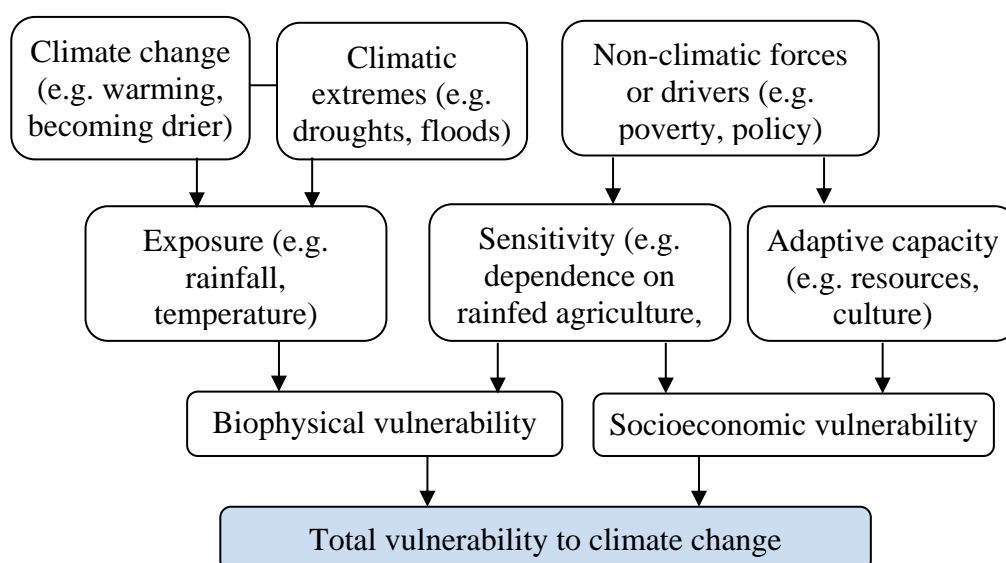 Climate change
(e.g. warming,
becoming drier)
Climatic
extremes (e.g.
droughts, floods)
Non-climatic forces
or drivers (e.g.
poverty, policy)
Exposure (e.g.
rainfall,
temperature)
Sensitivity (e.g.
dependence on
rainfed agriculture,
Adaptive capacity
(e.g. resources,
culture)
Biophysical vulnerability
Socioeconomic vulnerability
Total vulnerability to climate change